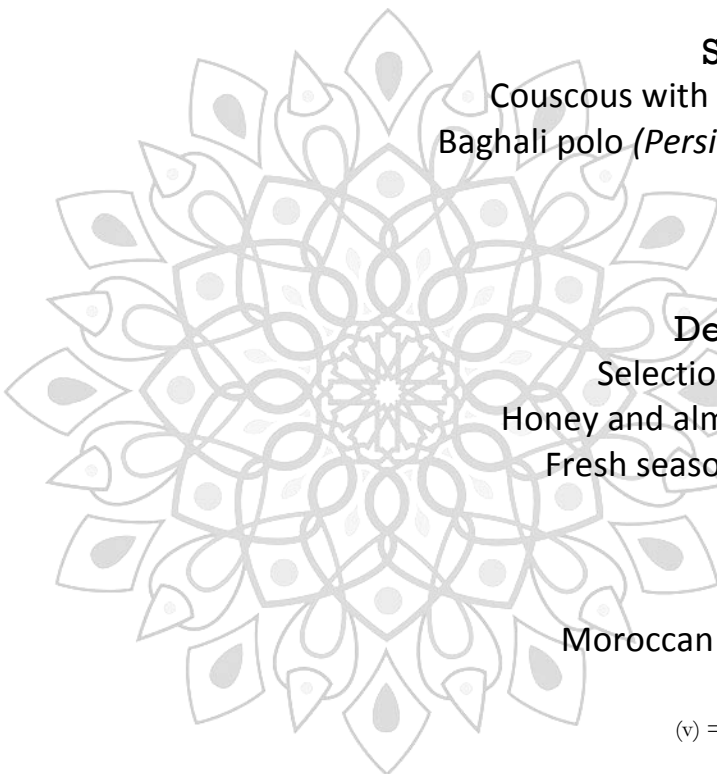 S
Couscous with
Baghali polo (Persi
De
Selectio
Honey and alm
Fresh seaso
Moroccan
(v) =